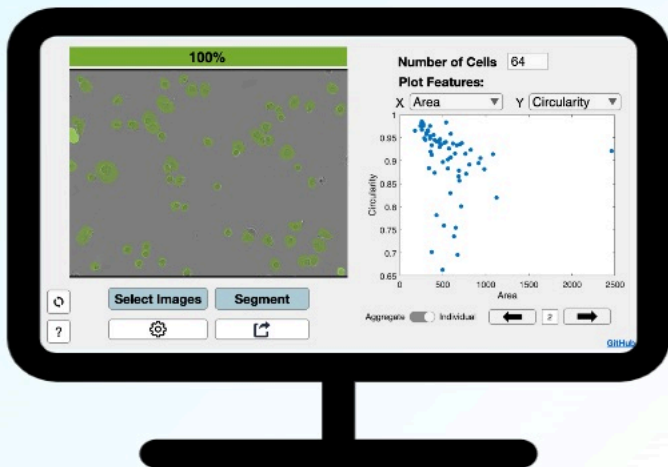 100%
Number of Cells 64
Plot Features:
X Area Y Circularity
1
0.95
0.9
0.85
0.8
0.75
0.7
0.65
Circularity
0 500 1000 1500 2000 2500
Area
Select Images Segment
Aggregate Individual 2
?
GitHub